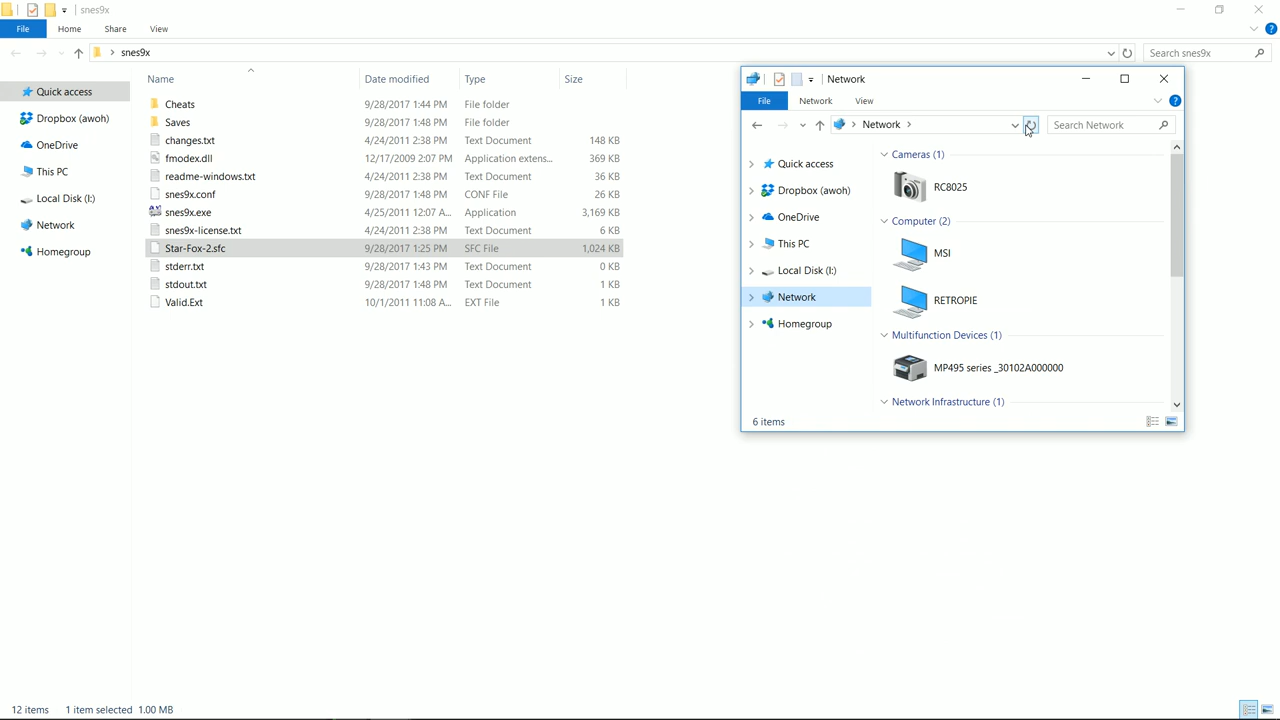 snes9x
File Home Share View
snes9x
Search snes9x
Quick access
Dropbox (awoh)
OneDrive
This PC
Local Disk (I:)
Network
Homegroup
Name Date modified Type Size
Cheats 9/28/2017 1:44 PM File folder
Saves 9/28/2017 1:48 PM File folder
changes.txt 4/24/2011 2:38 PM Text Document 148 KB
fmodex.dll 12/17/2009 2:07 PM Application extens... 369 KB
readme-windows.txt 4/24/2011 2:38 PM Text Document 36 KB
snes9x.conf 9/28/2017 1:48 PM CONF File 26 KB
snes9x.exe 4/25/2011 12:07 A... Application 3,169 KB
snes9x-license.txt 4/24/2011 2:38 PM Text Document 6 KB
Star-Fox-2.sfc 9/28/2017 1:25 PM SFC File 1,024 KB
stderr.txt 9/28/2017 1:43 PM Text Document 0 KB
stdout.txt 9/28/2017 1:48 PM Text Document 1 KB
Valid.Ext 10/1/2011 11:08 A... EXT File 1 KB
Network
File Network View
Network
Search Network
Quick access
Dropbox (awoh)
OneDrive
This PC
Local Disk (I:)
Network
Homegroup
Cameras (1)
RC8025
Computer (2)
MSI
RETROPIE
Multifunction Devices (1)
MP495 series _30102A000000
Network Infrastructure (1)
6 items
12 items 1 item selected 1.00 MB